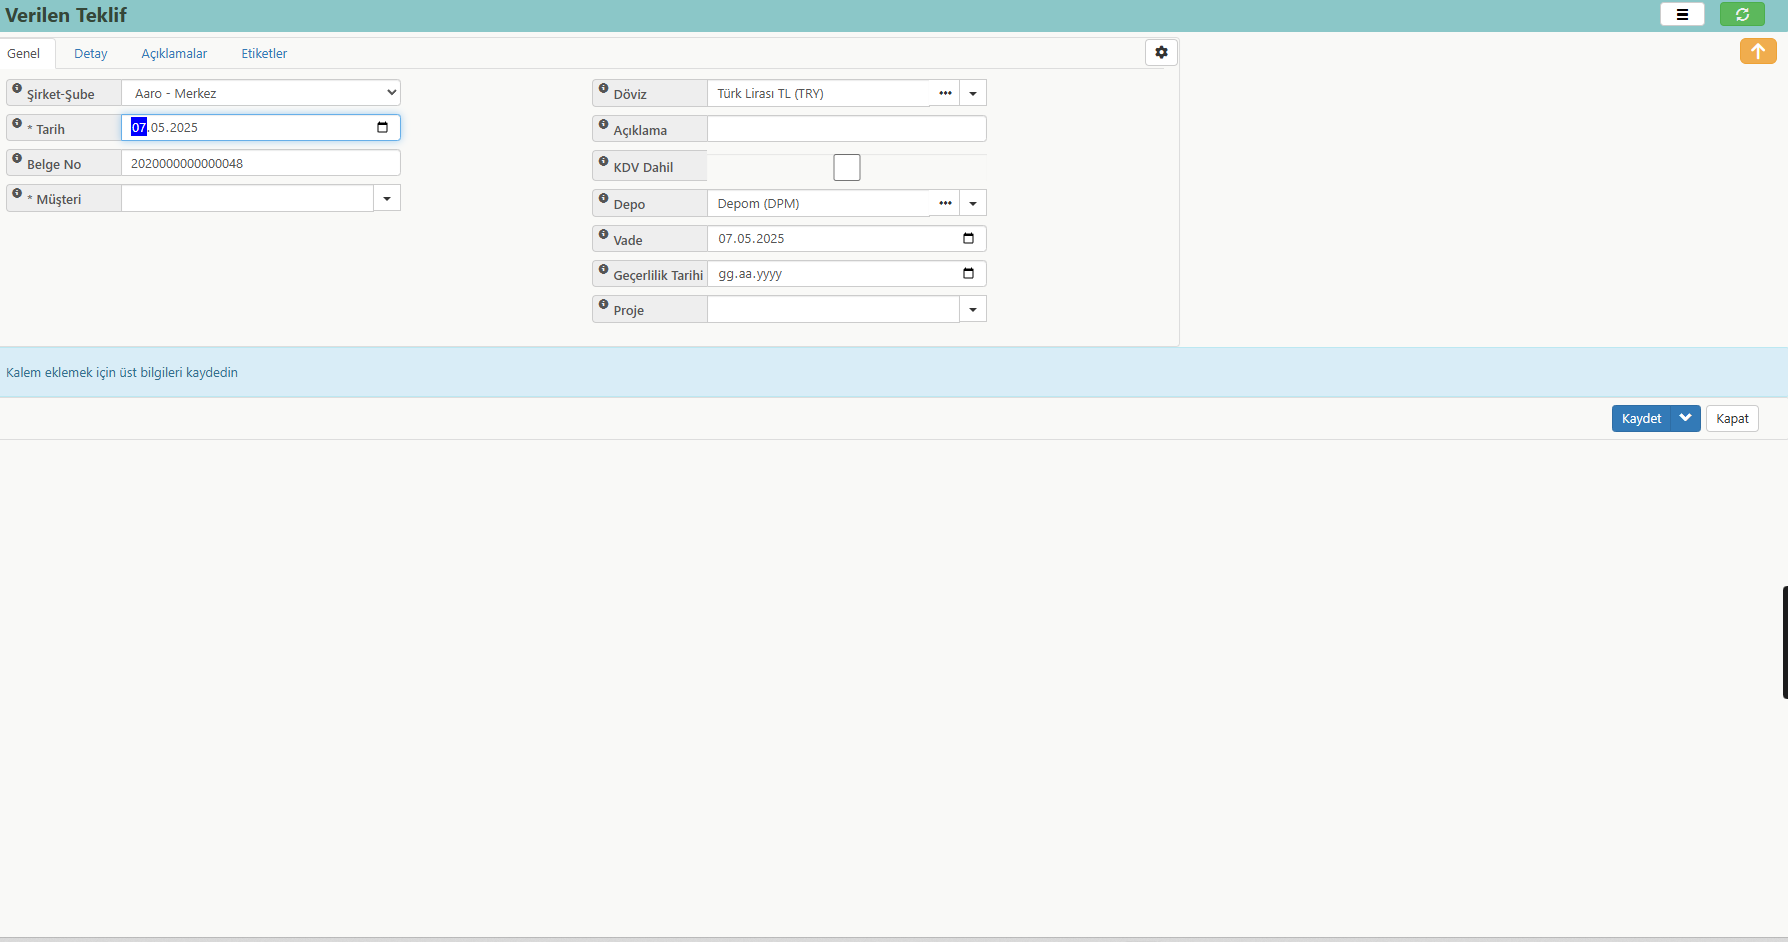 Verilen Teklif
Genel Detay Açıklamalar Etiketler
Şirket-Şube Aaro - Merkez
* Tarih 07.05.2025
Belge No 2020000000000048
* Müşteri
Döviz Türk Lirası TL (TRY)
Açıklama
KDV Dahil
Depo Depom (DPM)
Vade 07.05.2025
Geçerlilik Tarihi gg.aa.yyyy
Proje
Kalem eklemek için üst bilgileri kaydedin
Kaydet Kapat